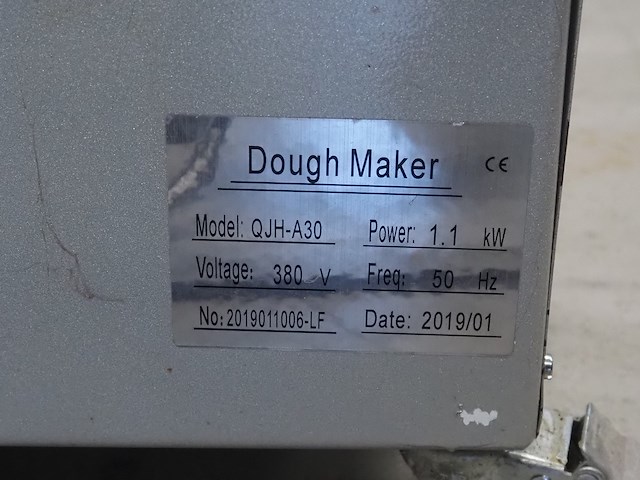 Dough Maker CE
Model: QJH-A30 Power: 1.1 kW
Voltage: 380 V Freq: 50 Hz
No: 2019011006-LF Date: 2019/01